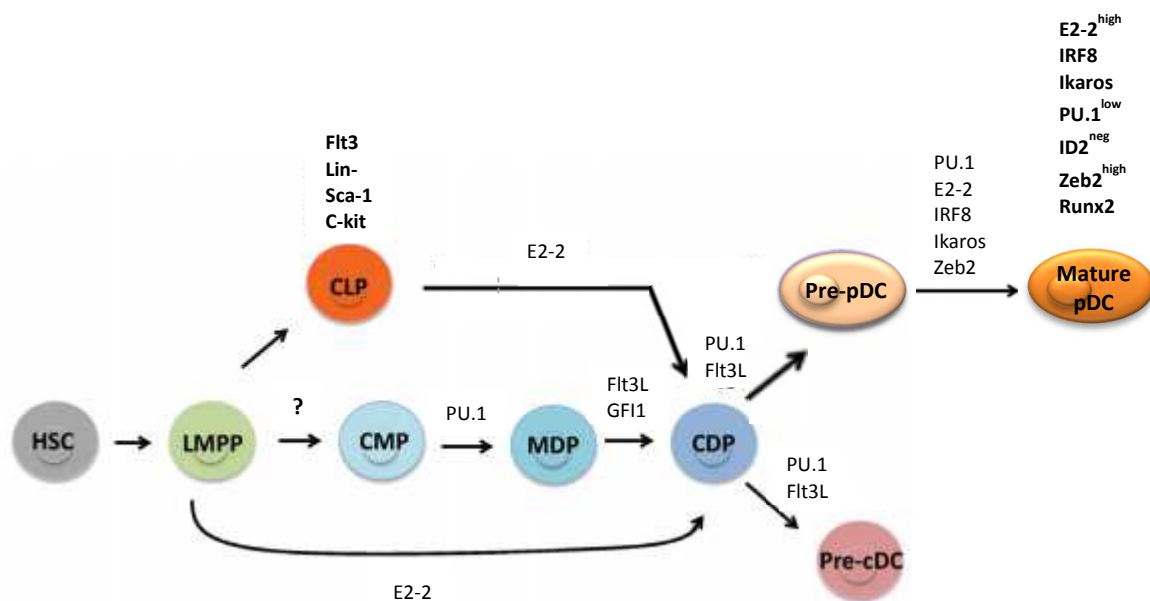 E2-2high
IRF8
Ikaros
PU.1low
ID2neg
Zeb2high
Runx2
Flt3
Lin-
Sca-1
C-kit
PU.1
E2-2
IRF8
Ikaros
Zeb2
E2-2
CLP
Pre-pDC
Mature
pDC
PU.1
Flt3L
Flt3L
GFI1
?
PU.1
HSC
LMPP
CMP
MDP
CDP
PU.1
Flt3L
Pre-cDC
E2-2